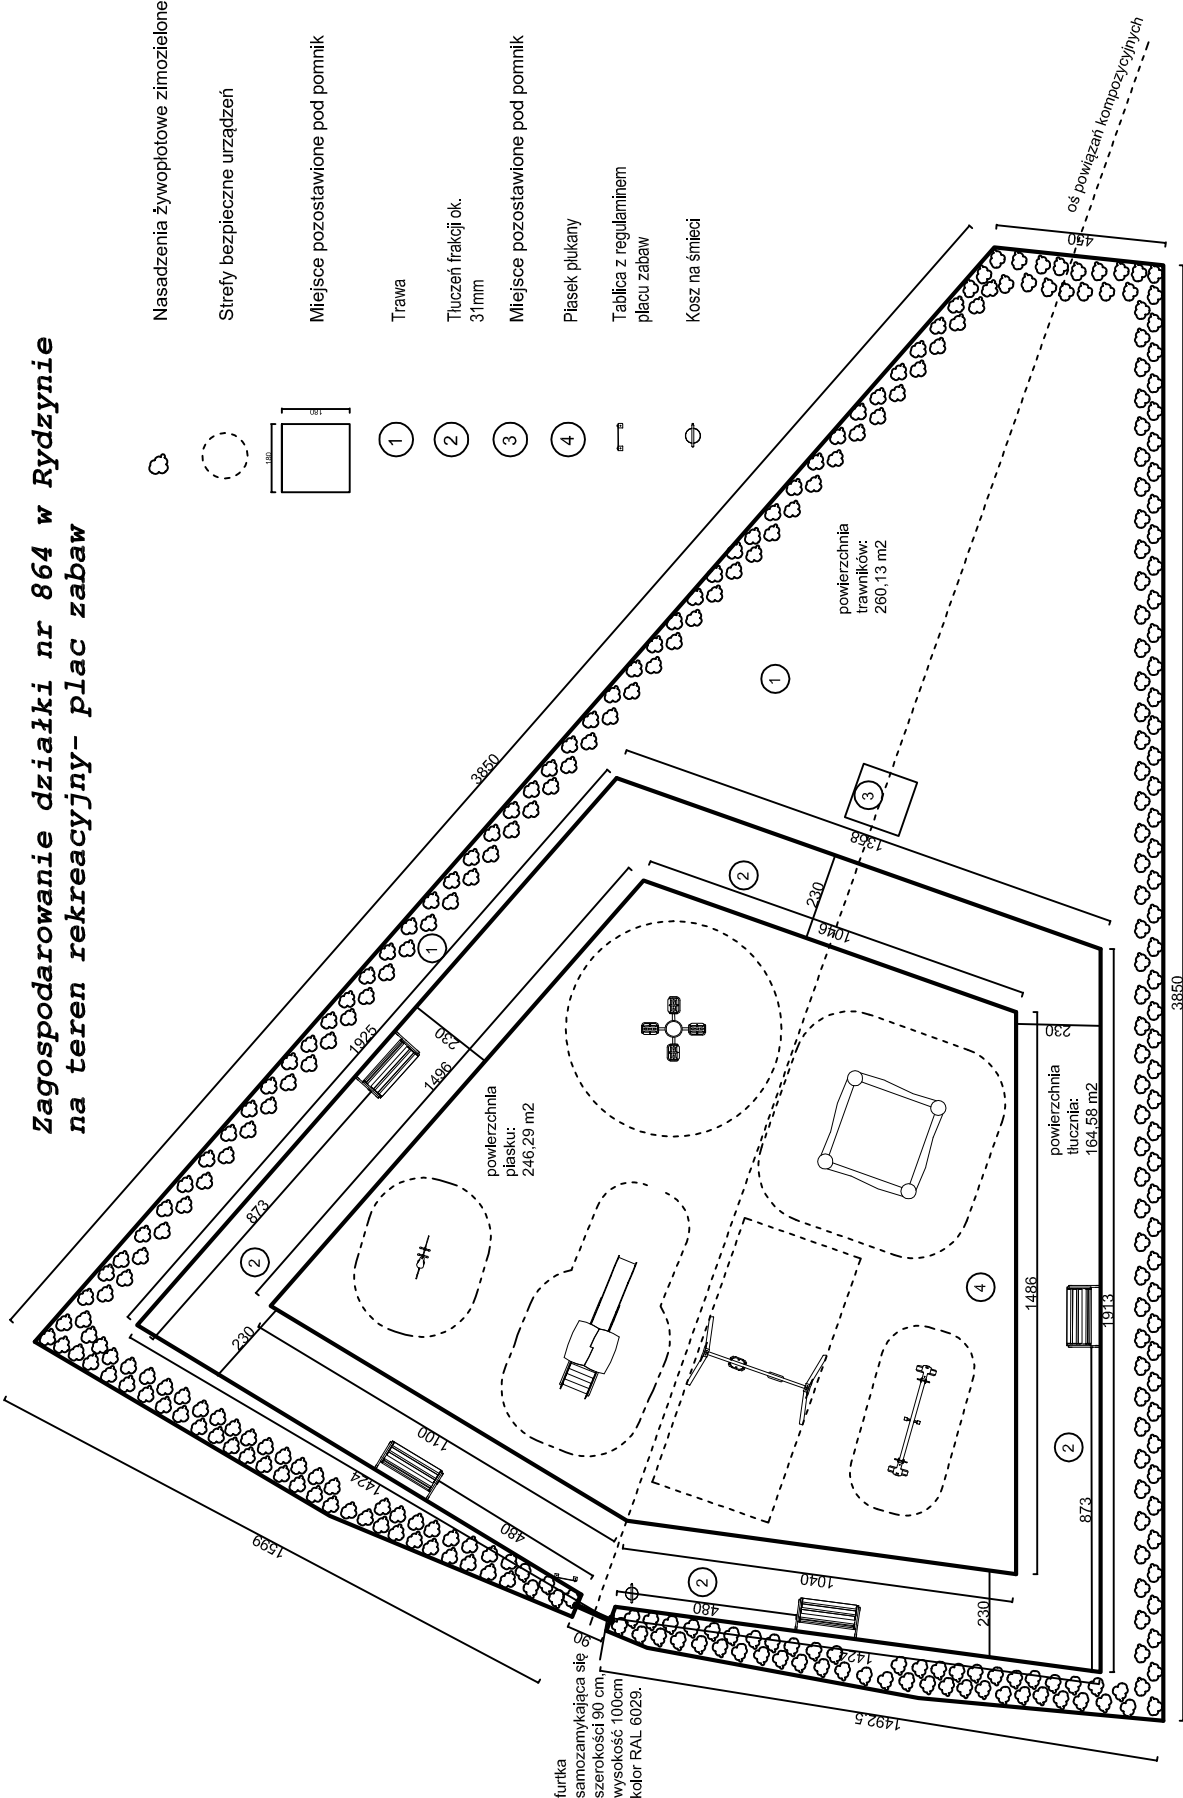 Zagospodarowanie działki nr 864 w Rydzynie
na teren rekreacyjny- plac zabaw
Nasadzenia żywopłotowe zimozielone
Strefy bezpieczne urządzeń
180
180
Miejsce pozostawione pod pomnik
1
Trawa
2
Tłuczeń frakcji ok.
31mm
3
Miejsce pozostawione pod pomnik
4
Piasek płukany
Tablica z regulaminem
placu zabaw
Kosz na śmieci
oś powiązań kompozycyjnych
450
3850
3850
powierzchnia
trawników:
260,13 m2
1
3
1358
2
230
1046
1
1925
230
1496
873
2
230
powierzchnia
piasku:
246,29 m2
230
powierzchnia
tłucznia:
164,58 m2
4
1486
1913
2
873
1100
1424
480
1599
2
1040
480
230
1424
1492.5
90
furtka
samozamykająca się
szerokości 90 cm,
wysokość 100cm
kolor RAL 6029.